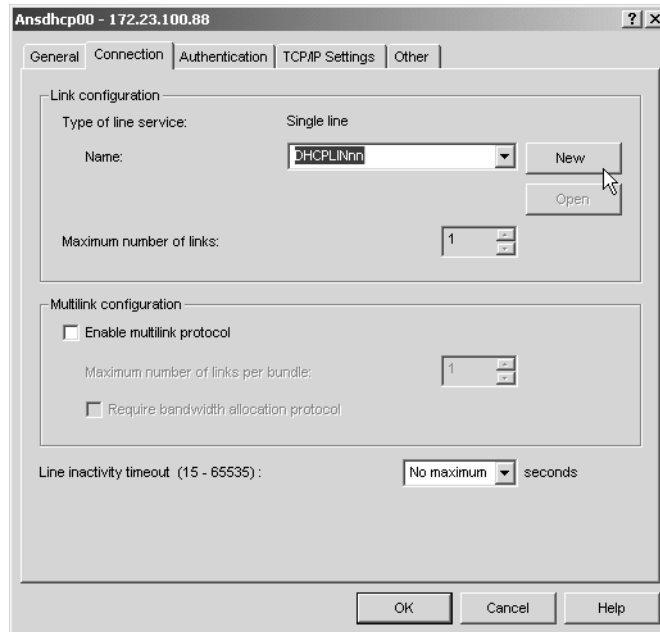 Ansdhcp00 - 172.23.100.88
General Connection Authentication TCP/IP Settings Other
Link configuration
Type of line service: Single line
Name: DHCPLINnn New
Open
Maximum number of links: 1
Multilink configuration
Enable multilink protocol
Maximum number of links per bundle: 1
Require bandwidth allocation protocol
Line inactivity timeout (15 - 65535) : No maximum seconds
OK Cancel Help